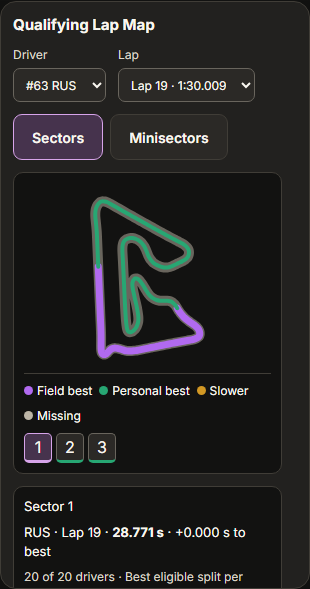 Qualifying Lap Map
Driver Lap
#63 RUS Lap 19 · 1:30.009
Sectors Minisectors
Field best Personal best Slower
Missing
1 2 3
Sector 1
RUS · Lap 19 · 28.771 s · +0.000 s to
best
20 of 20 drivers · Best eligible split per